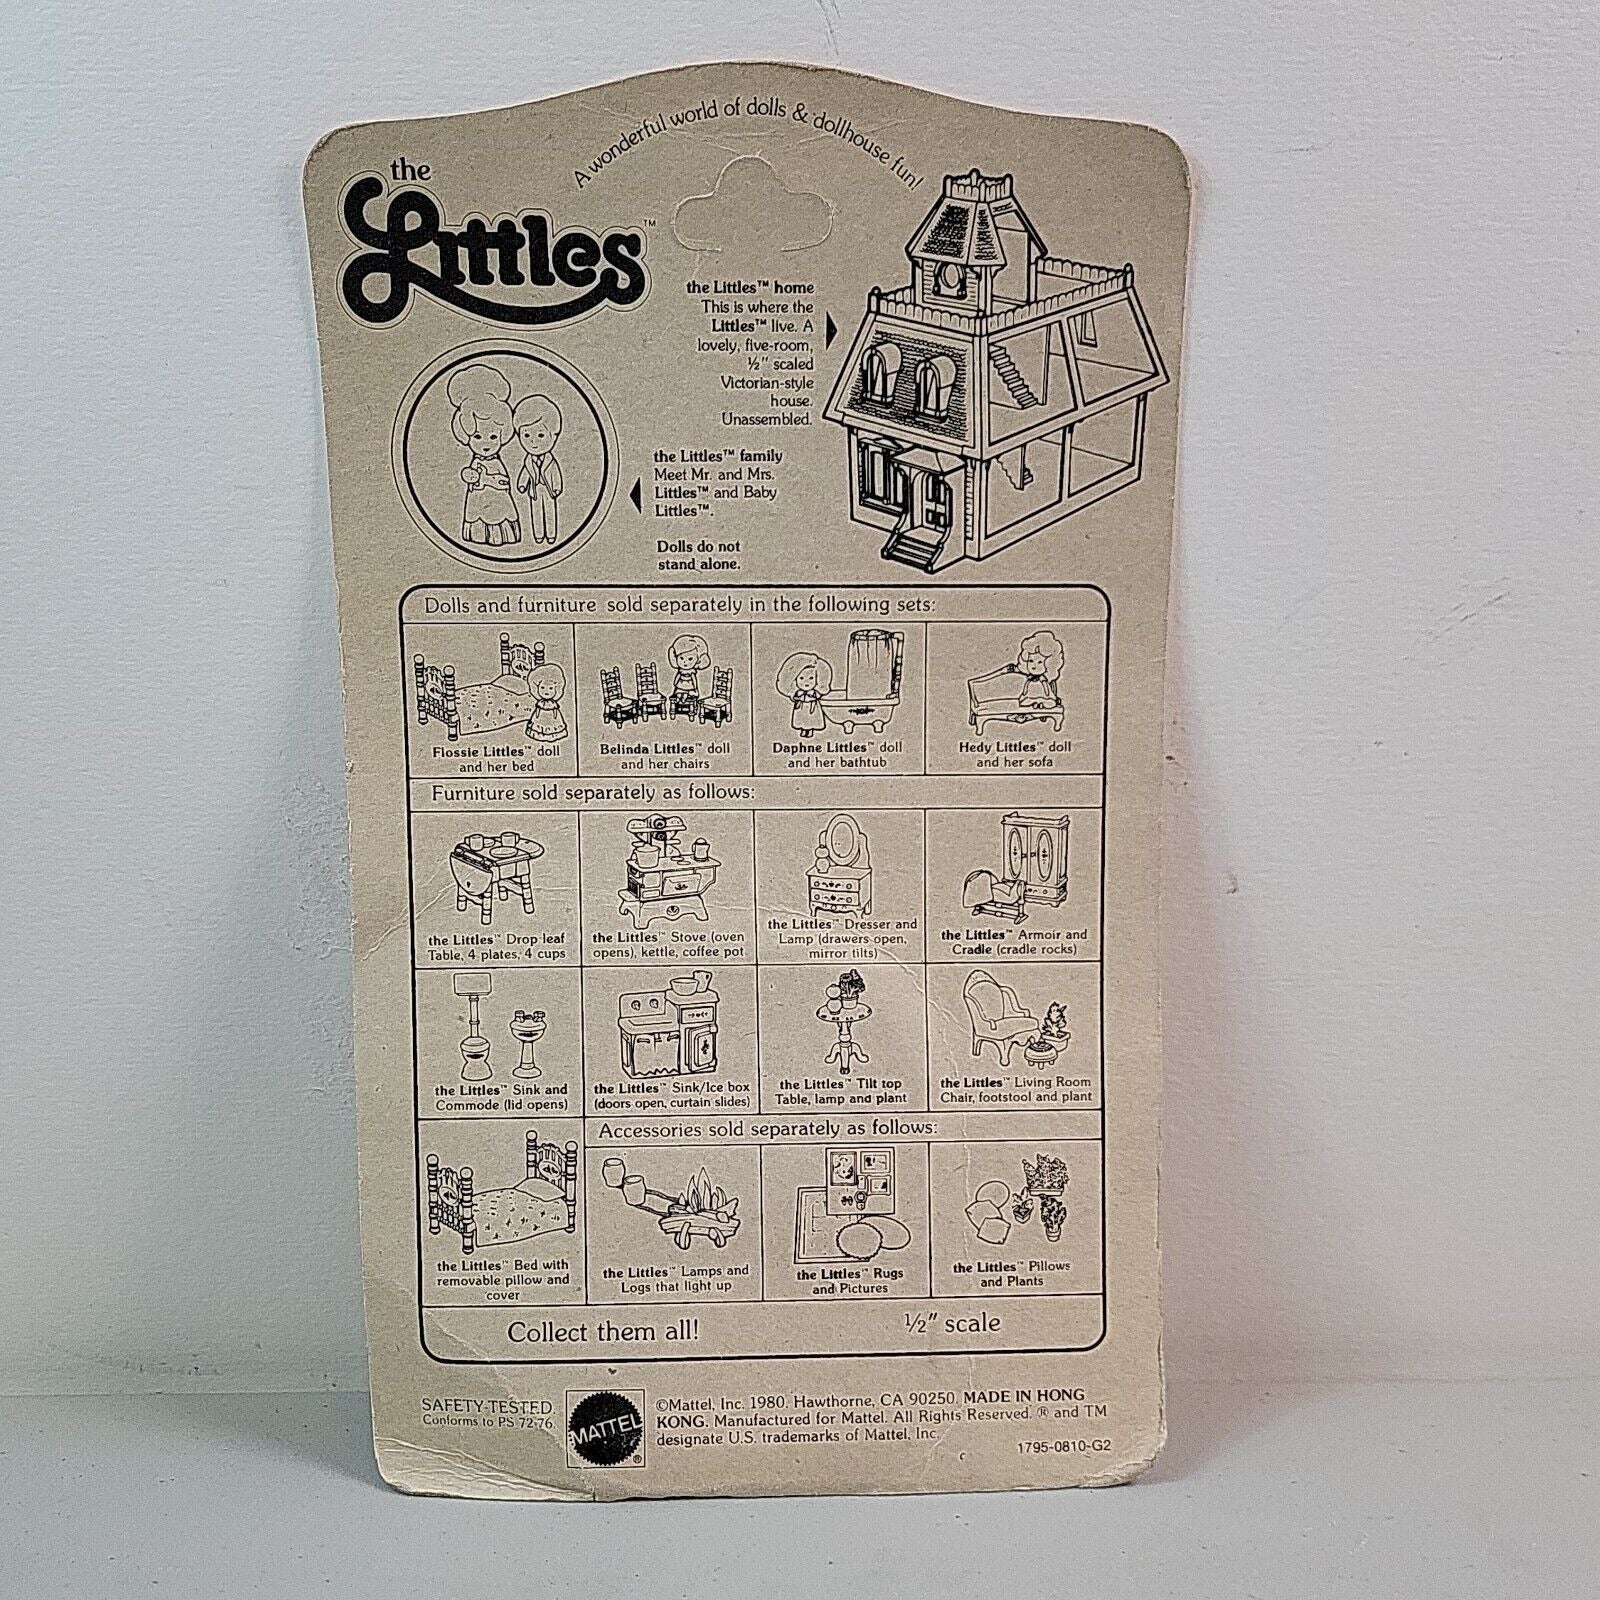 A wonderful world of dolls & dollhouse fun!
the
Littles™
the Littles™ home
This is where the
Littles™ live. A
lovely, five-room,
½" scaled
Victorian-style
house.
Unassembled.
the Littles™ family
Meet Mr. and Mrs.
Littles™ and Baby
Littles™.
Dolls do not
stand alone.
Dolls and furniture sold separately in the following sets:
Flossie Littles™ doll
and her bed
Belinda Littles™ doll
and her chairs
Daphne Littles™ doll
and her bathtub
Hedy Littles™ doll
and her sofa
Furniture sold separately as follows:
the Littles™ Drop leaf
Table, 4 plates, 4 cups
the Littles™ Stove (oven
opens), kettle, coffee pot
the Littles™ Dresser and
Lamp (drawers open,
mirror tilts)
the Littles™ Armoir and
Cradle (cradle rocks)
the Littles™ Sink and
Commode (lid opens)
the Littles™ Sink/Ice box
(doors open, curtain slides)
the Littles™ Tilt top
Table, lamp and plant
the Littles™ Living Room
Chair, footstool and plant
the Littles™ Bed with
removable pillow and
cover
Accessories sold separately as follows:
the Littles™ Lamps and
Logs that light up
the Littles™ Rugs
and Pictures
the Littles™ Pillows
and Plants
Collect them all!
½" scale
SAFETY-TESTED.
Conforms to PS 72-76.
MATTEL
®
©Mattel, Inc. 1980. Hawthorne, CA 90250. MADE IN HONG
KONG. Manufactured for Mattel. All Rights Reserved. ® and TM
designate U.S. trademarks of Mattel, Inc.
1795-0810-G2